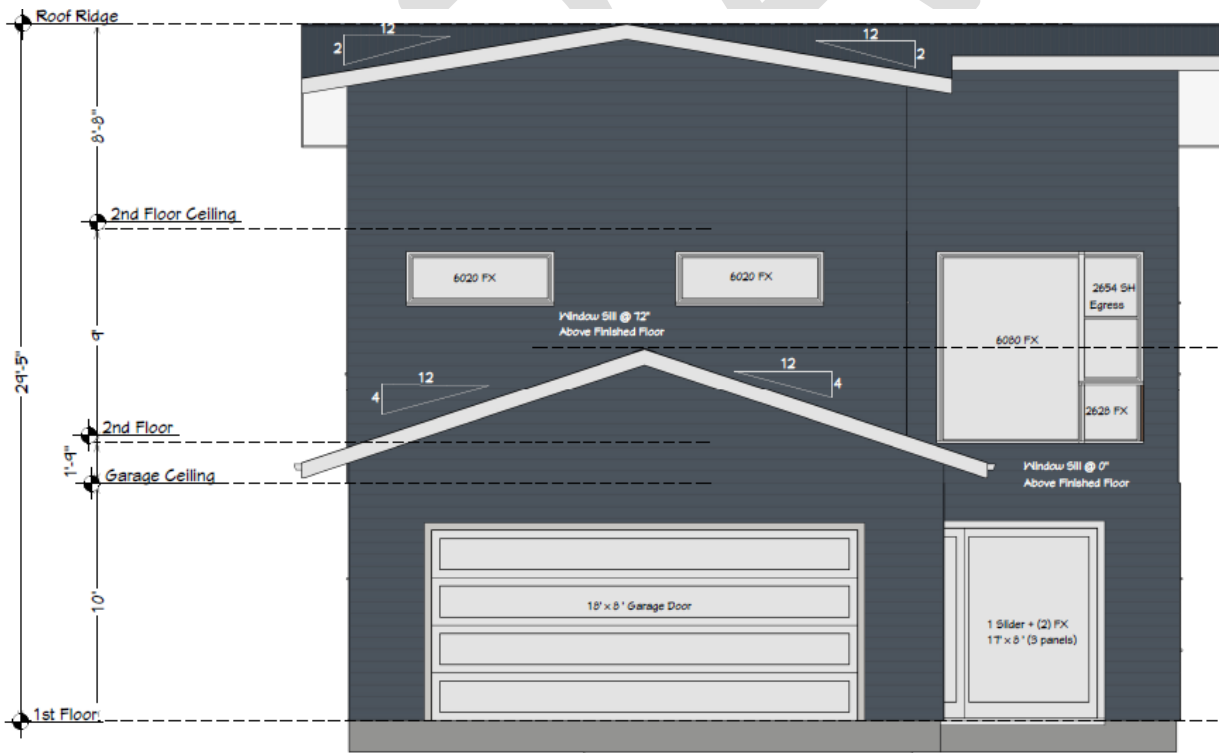 Roof Ridge
12
2
12
2
8'-8"
2nd Floor Ceiling
6020 FX
6020 FX
2654 SH
Egress
Window Sill @ 72"
Above Finished Floor
6080 FX
9'
29'-5"
12
4
12
4
2628 FX
2nd Floor
1'-9"
Garage Ceiling
Window Sill @ 0"
Above Finished Floor
10'
18' x 8' Garage Door
1 Slider + (2) FX
17' x 8' (3 panels)
1st Floor